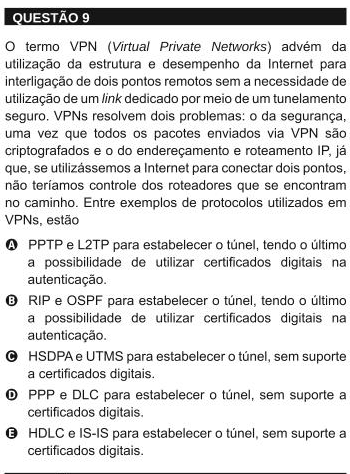 QUESTÃO 9
O termo VPN (Virtual Private Networks) advém da
utilização da estrutura e desempenho da Internet para
interligação de dois pontos remotos sem a necessidade de
utilização de um link dedicado por meio de um tunelamento
seguro. VPNs resolvem dois problemas: o da segurança,
uma vez que todos os pacotes enviados via VPN são
criptografados e o do endereçamento e roteamento IP, já
que, se utilizássemos a Internet para conectar dois pontos,
não teríamos controle dos roteadores que se encontram
no caminho. Entre exemplos de protocolos utilizados em
VPNs, estão
A PPTP e L2TP para estabelecer o túnel, tendo o último
a possibilidade de utilizar certificados digitais na
autenticação.
B RIP e OSPF para estabelecer o túnel, tendo o último
a possibilidade de utilizar certificados digitais na
autenticação.
C HSDPA e UTMS para estabelecer o túnel, sem suporte
a certificados digitais.
D PPP e DLC para estabelecer o túnel, sem suporte a
certificados digitais.
E HDLC e IS-IS para estabelecer o túnel, sem suporte a
certificados digitais.